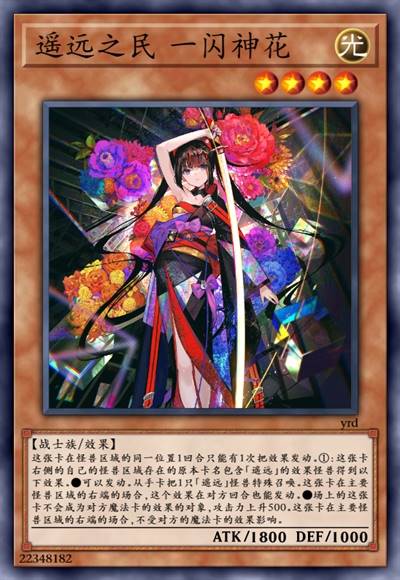 遥远之民 一闪神花
光
yrd
【战士族/效果】
这张卡在怪兽区域的同一位置1回合只能有1次把效果发动。①:这张卡
右侧的自己的怪兽区域存在的原本卡名包含「遥远」的效果怪兽得到以
下效果。●可以发动。从手卡把1只「遥远」怪兽特殊召唤。这张卡在主要
怪兽区域的右端的场合,这个效果在对方回合也能发动。●场上的这张
卡不会成为对方魔法卡的效果的对象,攻击力上升500。这张卡在主要怪
兽区域的右端的场合,不受对方的魔法卡的效果影响。
ATK/1800 DEF/1000
22348182